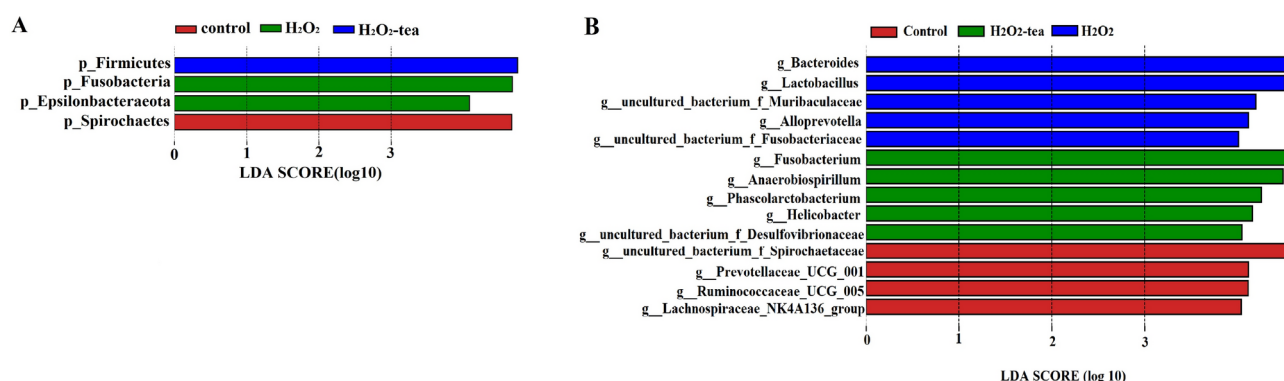 A
control H₂O₂ H₂O₂-tea
p_Firmicutes
p_Fusobacteria
p_Epsilonbacteraeota
p_Spirochaetes
0 1 2 3
LDA SCORE(log10)
B
Control H₂O₂-tea H₂O₂
g_Bacteroides
g__Lactobacillus
g__uncultured_bacterium_f_Muribaculaceae
g__Alloprevotella
g__uncultured_bacterium_f_Fusobacteriaceae
g__Fusobacterium
g__Anaerobiospirillum
g__Phascolarctobacterium
g__Helicobacter
g__uncultured_bacterium_f_Desulfovibrionaceae
g__uncultured_bacterium_f_Spirochaetaceae
g__Prevotellaceae_UCG_001
g__Ruminococcaceae_UCG_005
g__Lachnospiraceae_NK4A136_group
0 1 2 3
LDA SCORE (log 10)